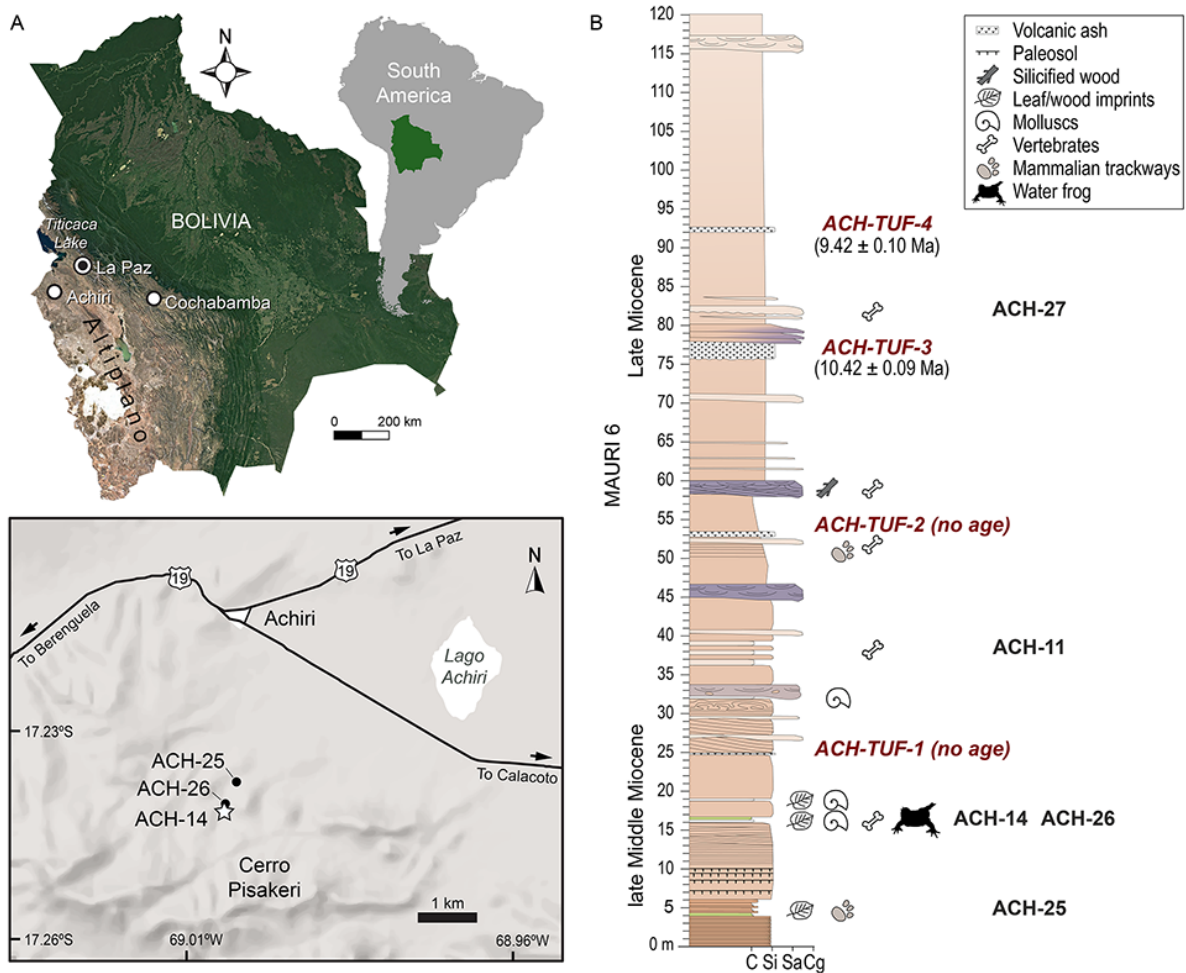 A
N
South
America
BOLIVIA
Titicaca
Lake
La Paz
Achiri
Cochabamba
Altiplano
0 200 km
To La Paz
N
19
19
To Berenguela
Achiri
Lago
Achiri
17.23ºS
ACH-25
To Calacoto
ACH-26
ACH-14
Cerro
Pisakeri
1 km
17.26ºS
69.01ºW
68.96ºW
B
120
115
110
105
100
95
90
85
80
75
70
65
60
55
50
45
40
35
30
25
20
15
10
5
0 m
C Si SaCg
Late Miocene
MAURI 6
late Middle Miocene
Volcanic ash
Paleosol
Silicified wood
Leaf/wood imprints
Molluscs
Vertebrates
Mammalian trackways
Water frog
ACH-TUF-4
(9.42 ± 0.10 Ma)
ACH-27
ACH-TUF-3
(10.42 ± 0.09 Ma)
ACH-TUF-2 (no age)
ACH-11
ACH-TUF-1 (no age)
ACH-14 ACH-26
ACH-25